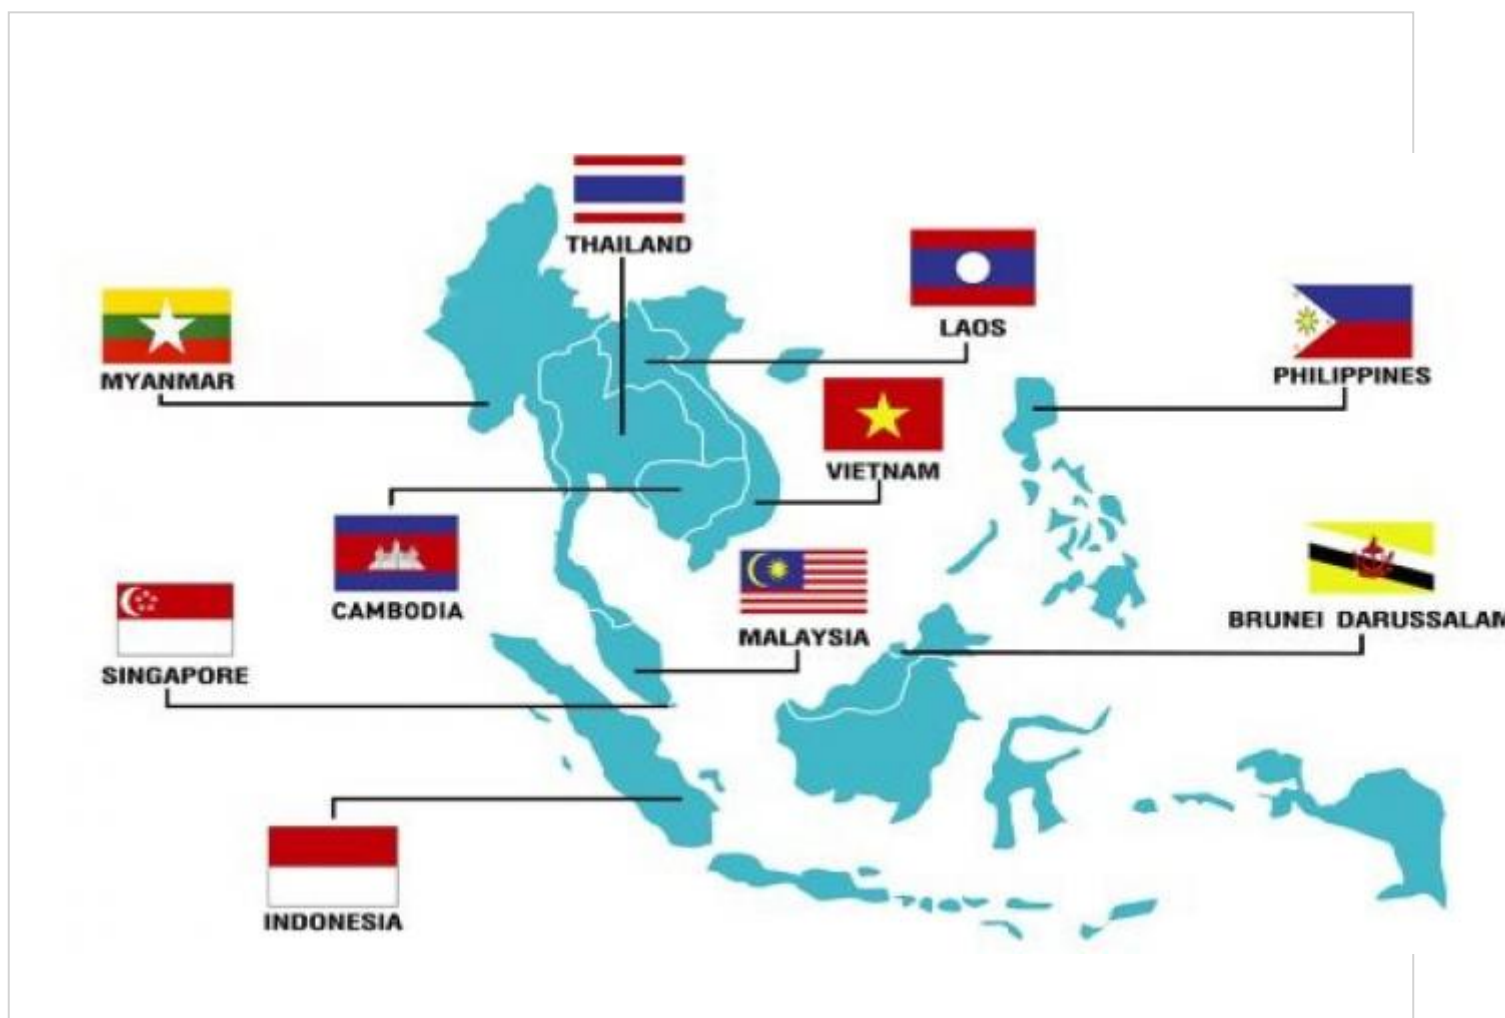 THAILAND
LAOS
MYANMAR
PHILIPPINES
VIETNAM
CAMBODIA
MALAYSIA
BRUNEI DARUSSALAM
SINGAPORE
INDONESIA